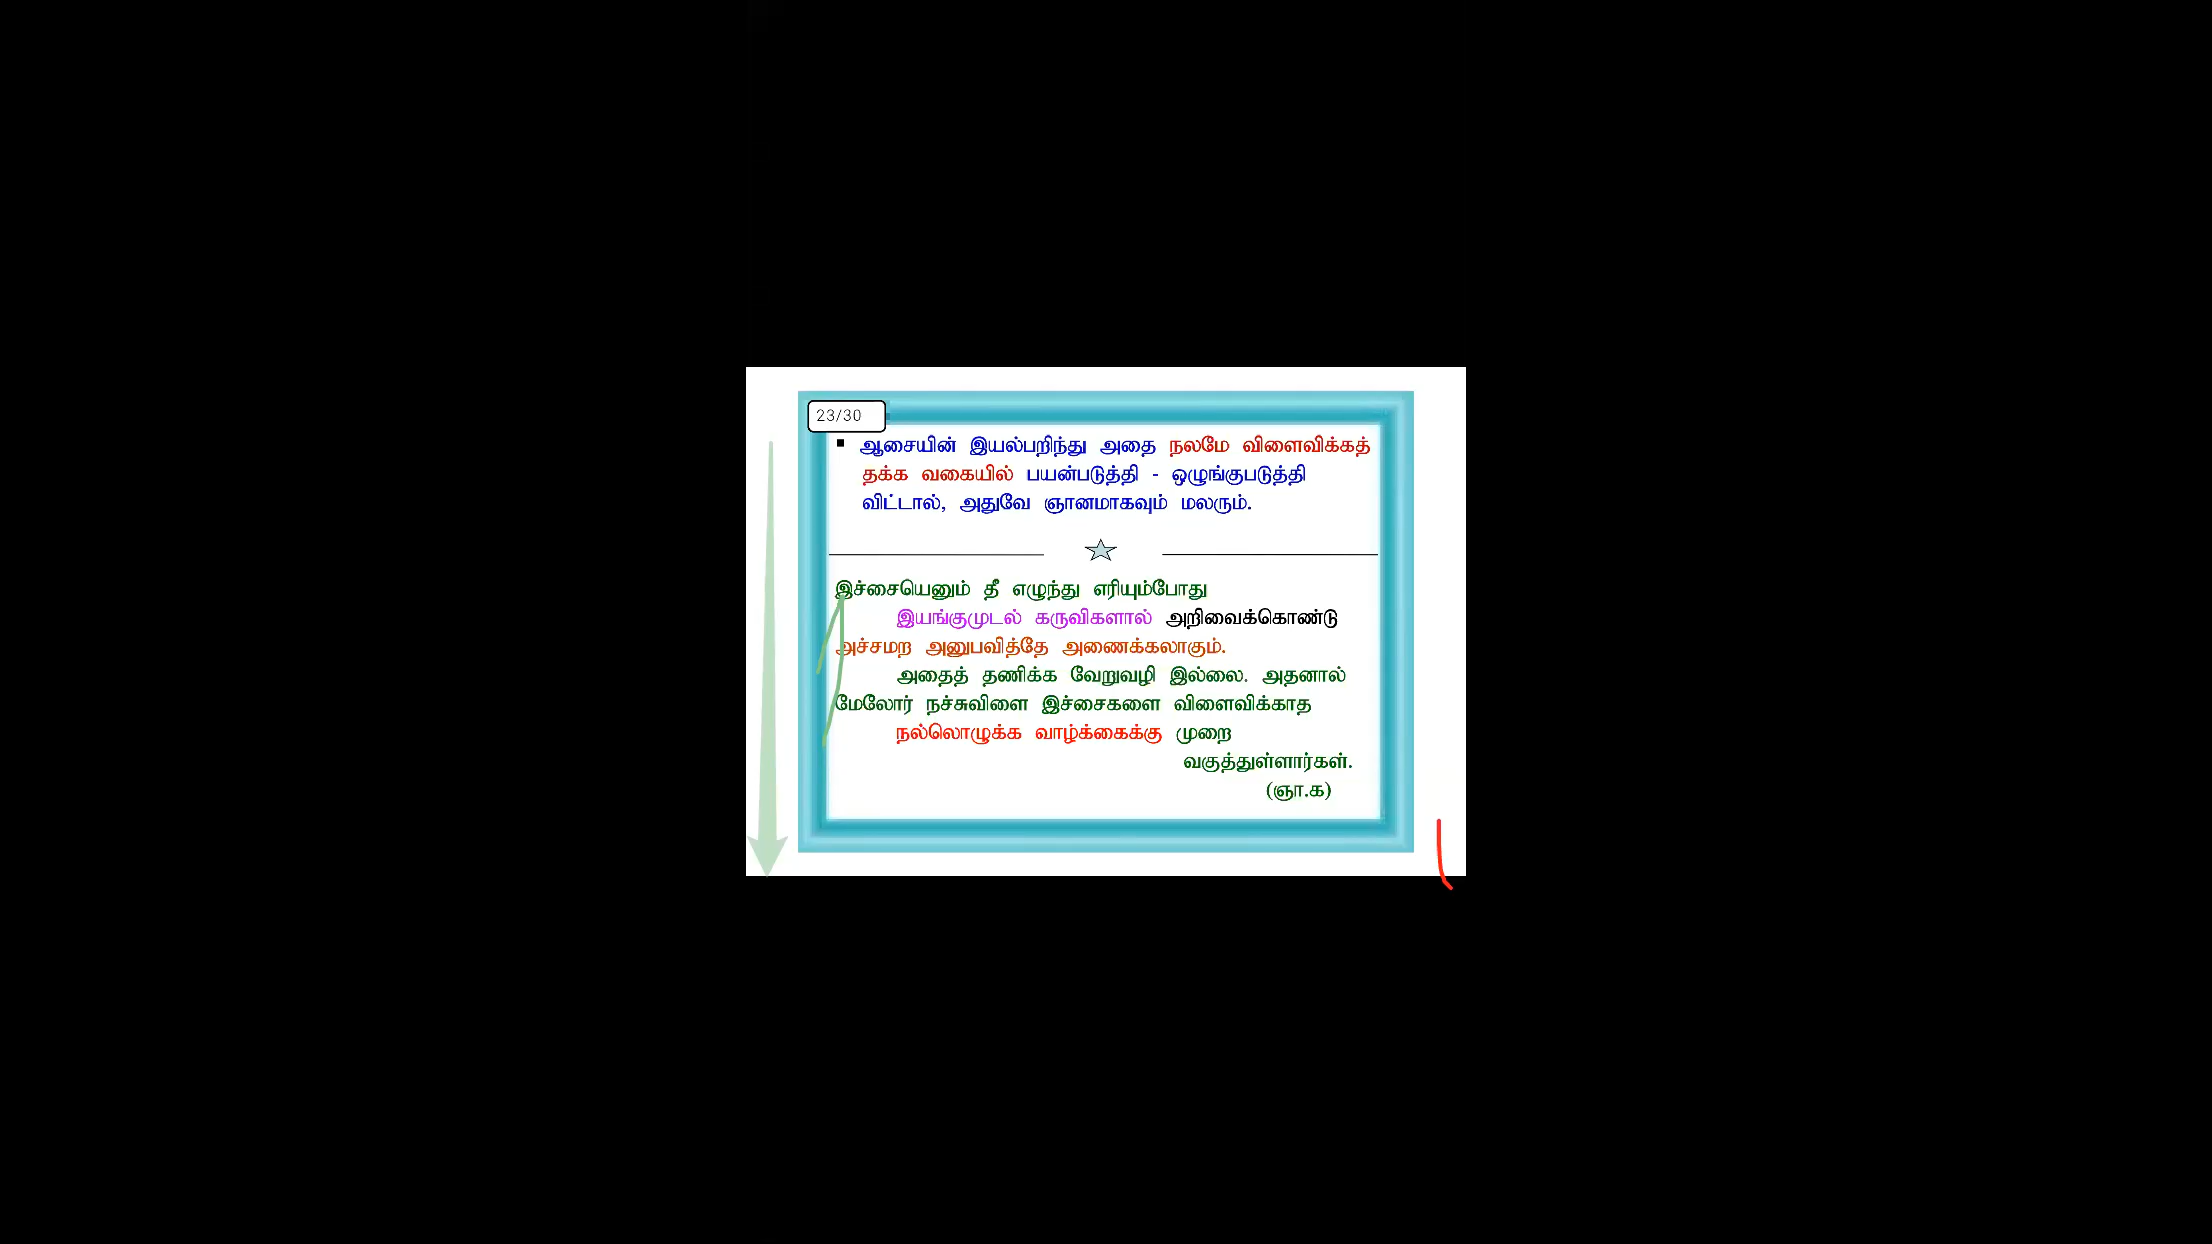 23/30
▪ ஆசையின் இயல்பறிந்து அதை நலமே விளைவிக்கத்
தக்க வகையில் பயன்படுத்தி - ஒழுங்குபடுத்தி
விட்டால், அதுவே ஞானமாகவும் மலரும்.
இச்சையெனும் தீ எழுந்து எரியும்போது
இயங்குமுடல் கருவிகளால் அறிவைக்கொண்டு
அச்சமற அனுபவித்தே அணைக்கலாகும்.
அதைத் தணிக்க வேறுவழி இல்லை. அதனால்
மேலோர் நச்சுவிளை இச்சைகளை விளைவிக்காத
நல்லொழுக்க வாழ்க்கைக்கு முறை
வகுத்துள்ளார்கள்.
(ஞா.க)